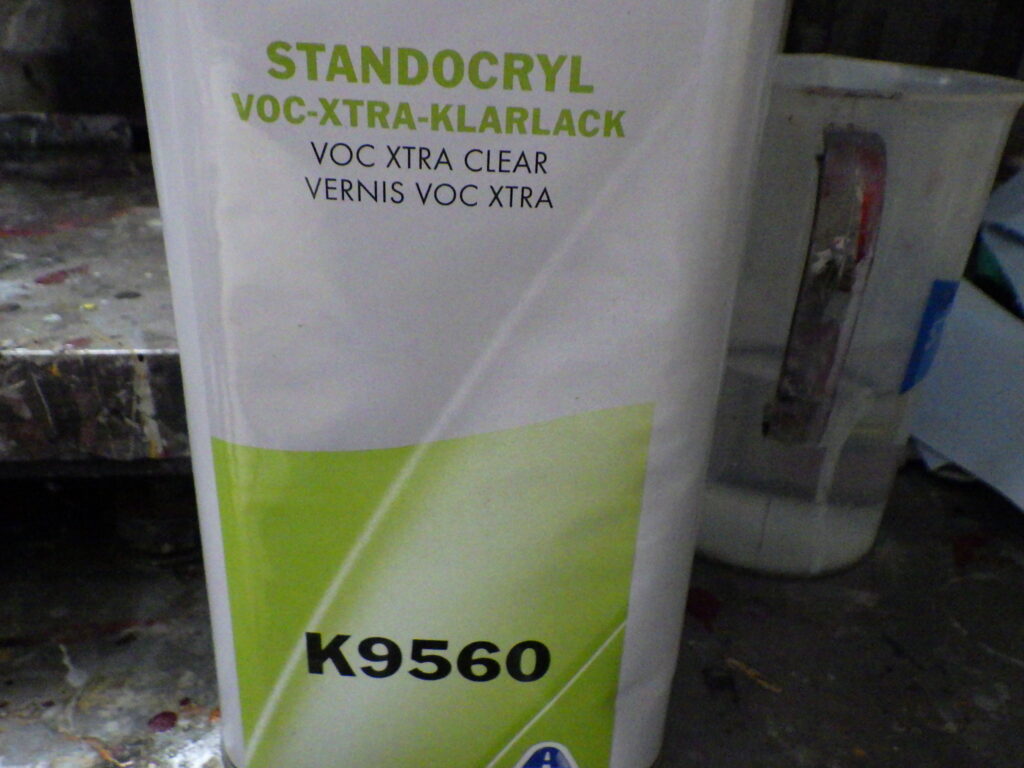 STANDOCRYL
VOC-XTRA-KLARLACK
VOC XTRA CLEAR
VERNIS VOC XTRA
K9560